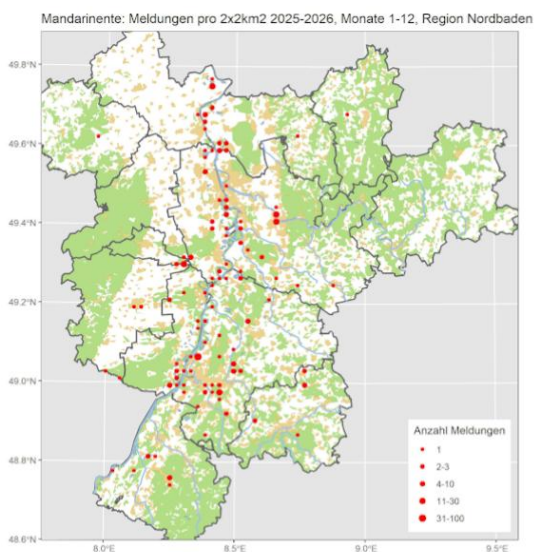 Mandarinente: Meldungen pro 2x2km2 2025-2026, Monate 1-12, Region Nordbaden
49.8°N
49.6°N
49.4°N
49.2°N
49.0°N
48.8°N
48.6°N
Anzahl Meldungen
1
2-3
4-10
11-30
31-100
8.0°E
8.5°E
9.0°E
9.5°E